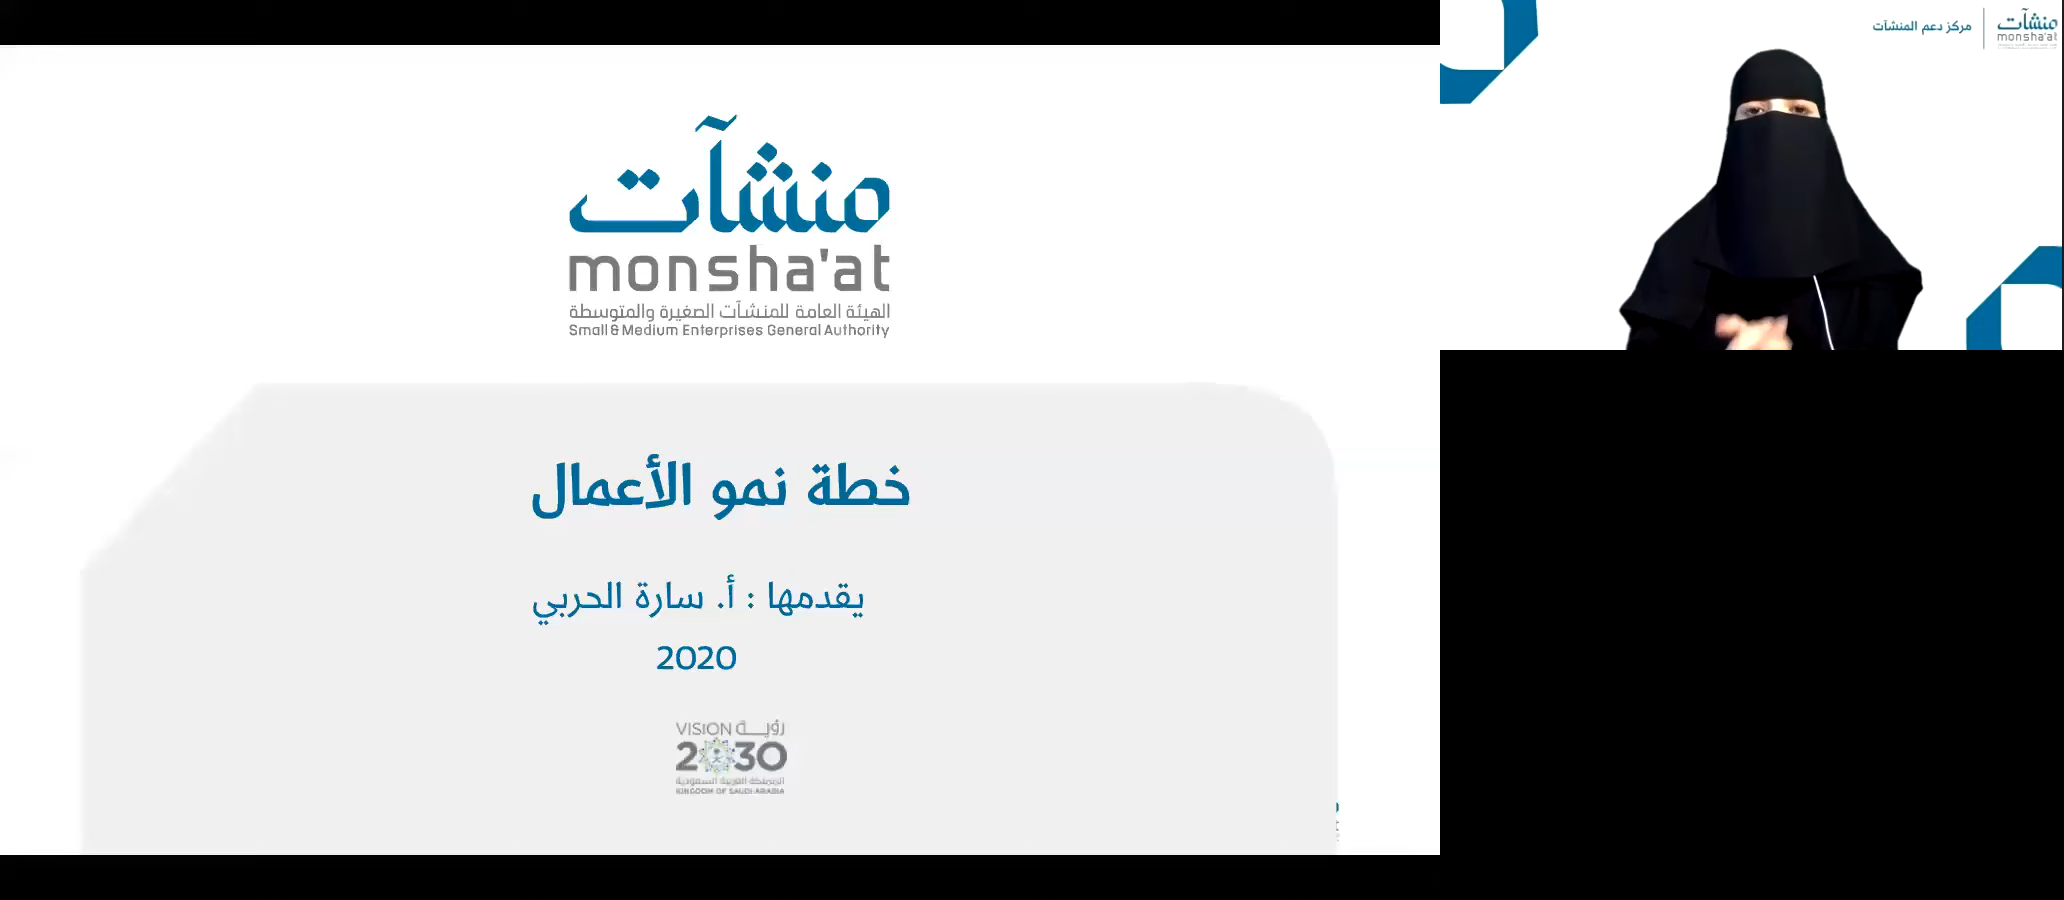 منشآت
monsha'at
الهيئة العامة للمنشآت الصغيرة والمتوسطة
Small & Medium Enterprises General Authority
خطة نمو الأعمال
يقدمها : أ. سارة الحربي
2020
VISION رؤية
2030
المملكة العربية السعودية
KINGDOM OF SAUDI ARABIA
مركز دعم المنشآت
منشآت
monsha'at